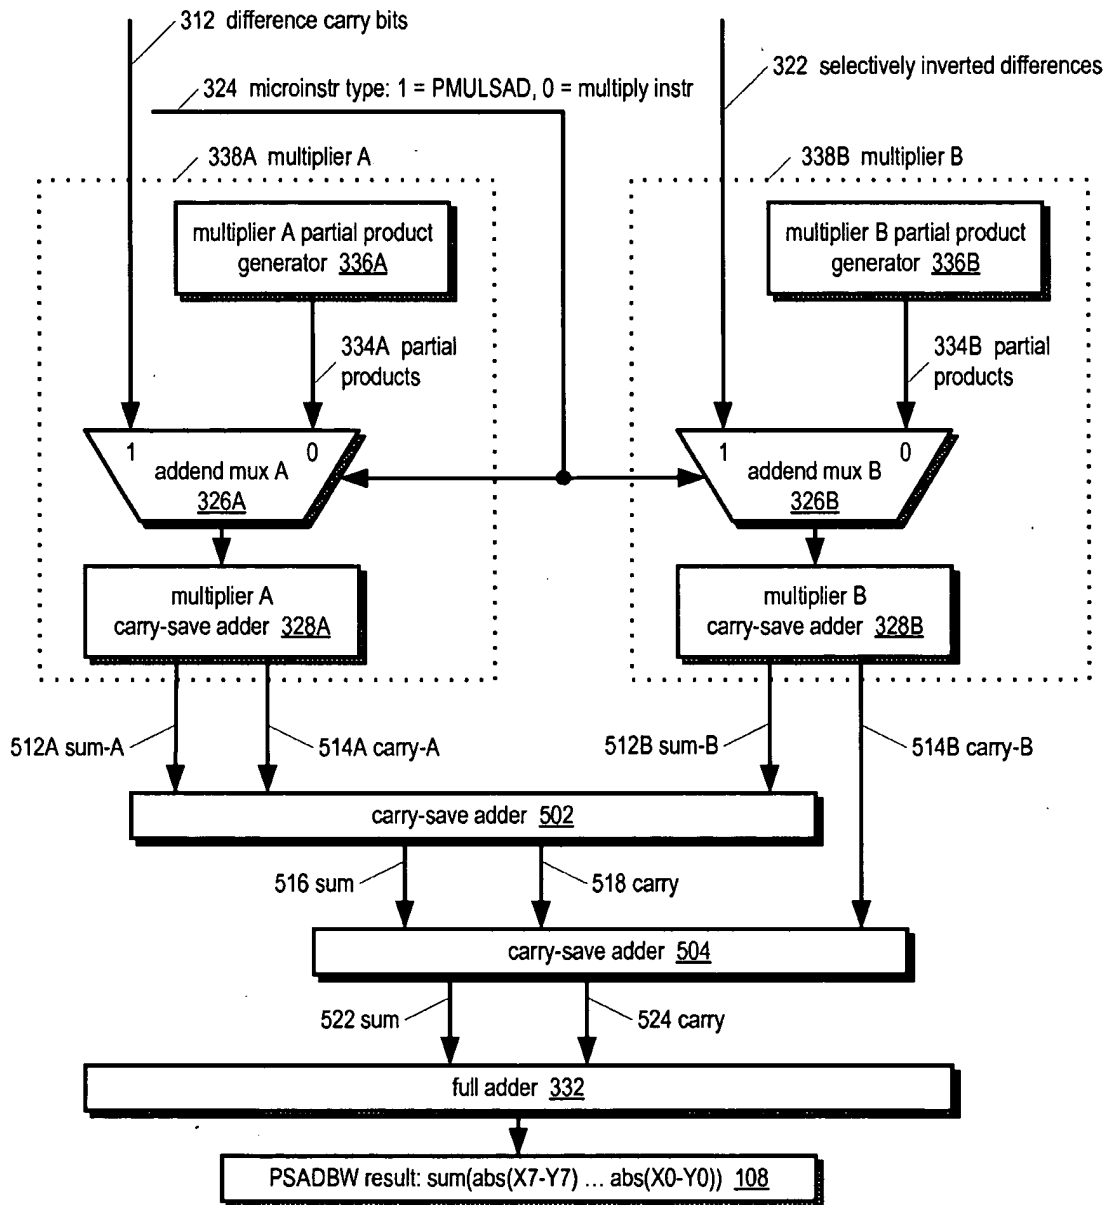 312 difference carry bits
322 selectively inverted differences
324 microinstr type: 1 = PMULSAD, 0 = multiply instr
338A multiplier A
338B multiplier B
multiplier A partial product
generator 336A
multiplier B partial product
generator 336B
334A partial
products
334B partial
products
1
0
addend mux A
326A
1
0
addend mux B
326B
multiplier A
carry-save adder 328A
multiplier B
carry-save adder 328B
512A sum-A
514A carry-A
512B sum-B
514B carry-B
carry-save adder 502
516 sum
518 carry
carry-save adder 504
522 sum
524 carry
full adder 332
PSADBW result: sum(abs(X7-Y7) ... abs(X0-Y0)) 108